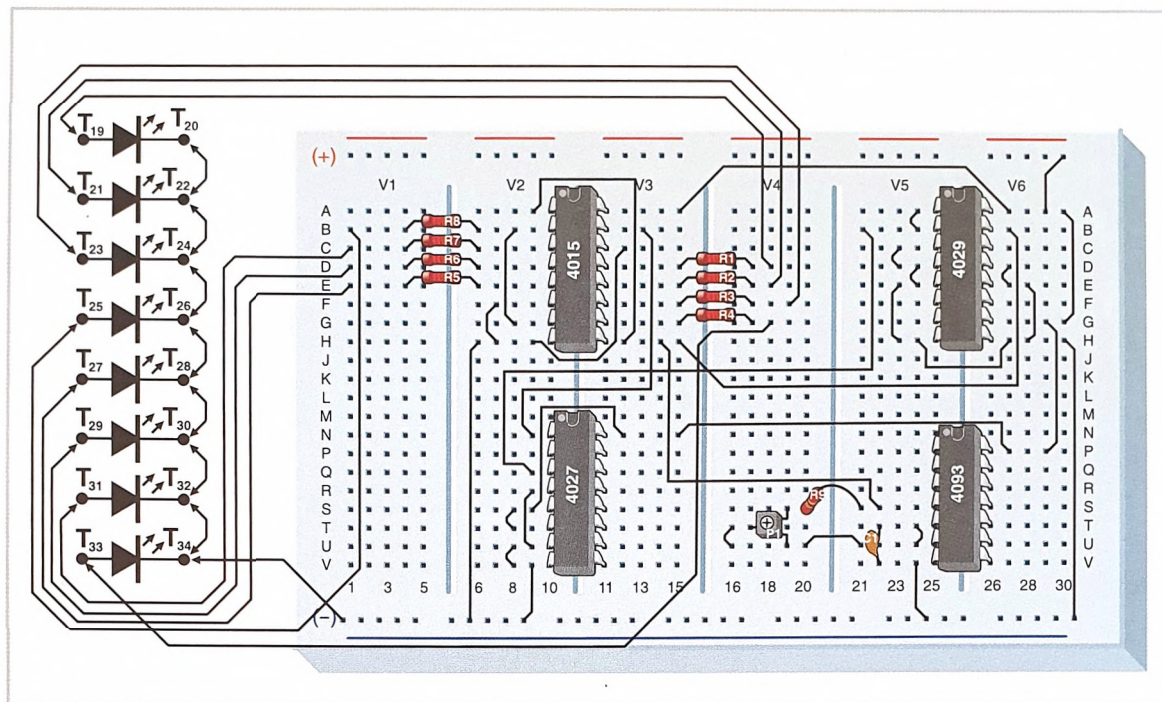 T19 T20
T21 T22
T23 T24
T25 T26
T27 T28
T29 T30
T31 T32
T33 T34
(+)
V1 V2 V3 V4 V5 V6
A A
B B
C C
D D
E E
F F
G G
H H
J J
K K
L L
M M
N N
P P
Q Q
R R
S S
T T
U U
V V
R8
R7
R6
R5
4015
4027
R1
R2
R3
R4
4029
4093
R9
P1
C1
1 3 5 6 8 10 11 13 15 16 18 20 21 23 25 26 28 30
(−)